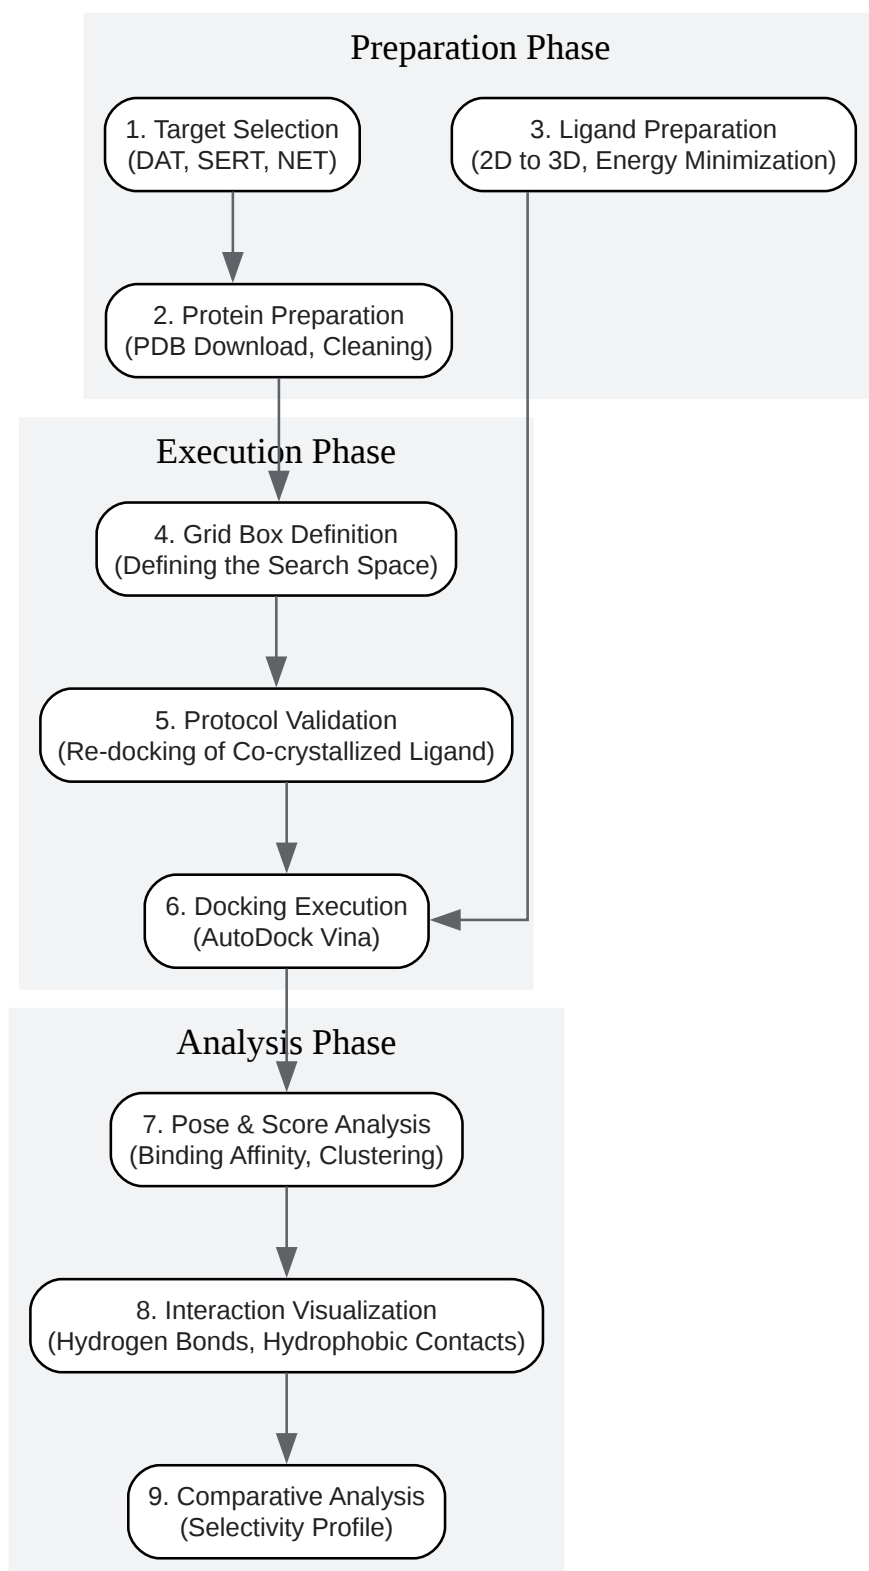 Preparation Phase
1. Target Selection
(DAT, SERT, NET)
3. Ligand Preparation
(2D to 3D, Energy Minimization)
2. Protein Preparation
(PDB Download, Cleaning)
Execution Phase
4. Grid Box Definition
(Defining the Search Space)
5. Protocol Validation
(Re-docking of Co-crystallized Ligand)
6. Docking Execution
(AutoDock Vina)
Analysis Phase
7. Pose & Score Analysis
(Binding Affinity, Clustering)
8. Interaction Visualization
(Hydrogen Bonds, Hydrophobic Contacts)
9. Comparative Analysis
(Selectivity Profile)